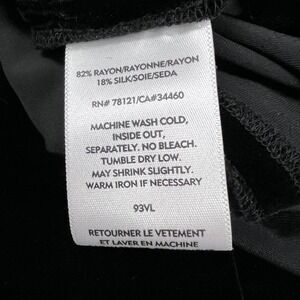 82% RAYON/RAYONNE/RAYON
18% SILK/SOIE/SEDA
RN# 78121/CA#34460
MACHINE WASH COLD,
INSIDE OUT,
SEPARATELY. NO BLEACH.
TUMBLE DRY LOW.
MAY SHRINK SLIGHTLY.
WARM IRON IF NECESSARY
93VL
RETOURNER LE VETEMENT
ET LAVER EN MACHINE